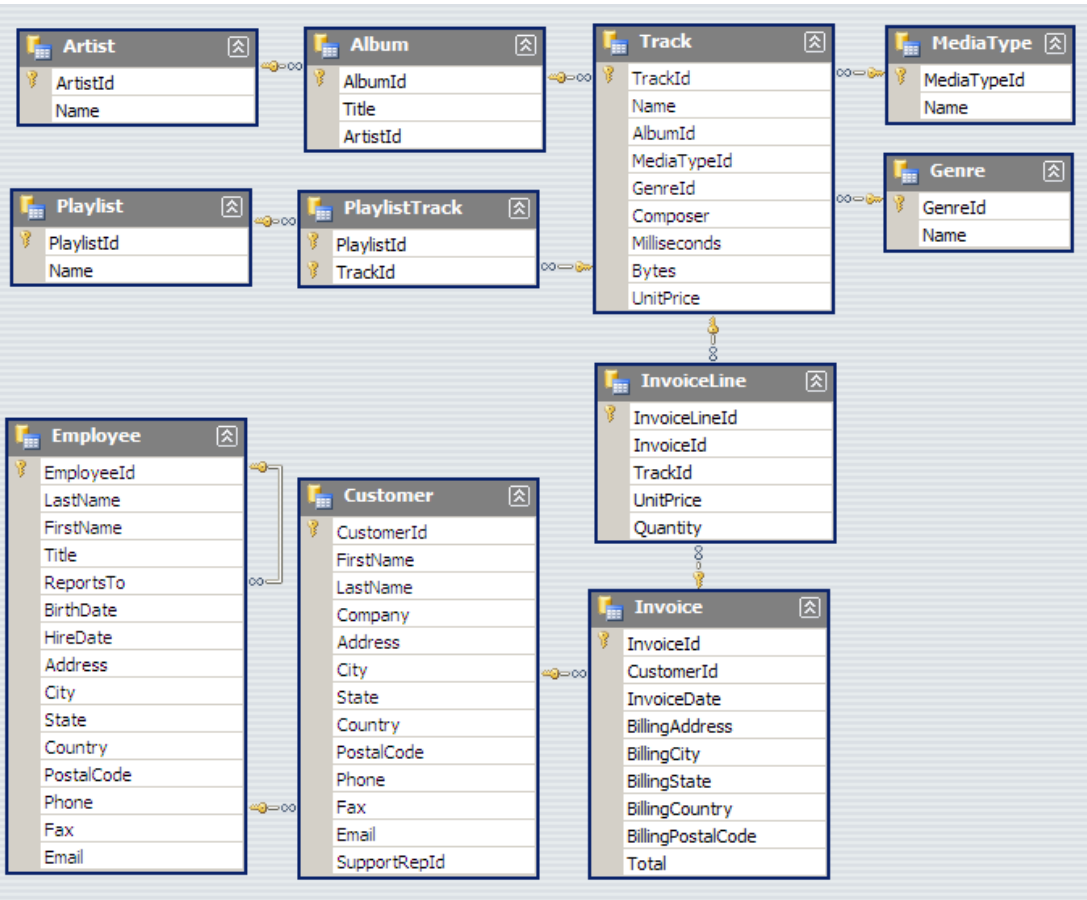 Artist
ArtistId
Name
Album
AlbumId
Title
ArtistId
Track
TrackId
Name
AlbumId
MediaTypeId
GenreId
Composer
Milliseconds
Bytes
UnitPrice
MediaType
MediaTypeId
Name
Genre
GenreId
Name
Playlist
PlaylistId
Name
PlaylistTrack
PlaylistId
TrackId
InvoiceLine
InvoiceLineId
InvoiceId
TrackId
UnitPrice
Quantity
Employee
EmployeeId
LastName
FirstName
Title
ReportsTo
BirthDate
HireDate
Address
City
State
Country
PostalCode
Phone
Fax
Email
Customer
CustomerId
FirstName
LastName
Company
Address
City
State
Country
PostalCode
Phone
Fax
Email
SupportRepId
Invoice
InvoiceId
CustomerId
InvoiceDate
BillingAddress
BillingCity
BillingState
BillingCountry
BillingPostalCode
Total